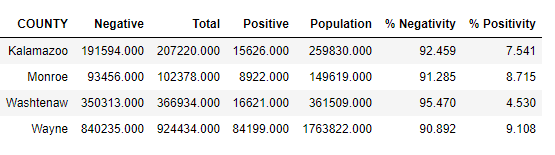 COUNTY Negative Total Positive Population % Negativity % Positivity
Kalamazoo 191594.000 207220.000 15626.000 259830.000 92.459 7.541
Monroe 93456.000 102378.000 8922.000 149619.000 91.285 8.715
Washtenaw 350313.000 366934.000 16621.000 361509.000 95.470 4.530
Wayne 840235.000 924434.000 84199.000 1763822.000 90.892 9.108